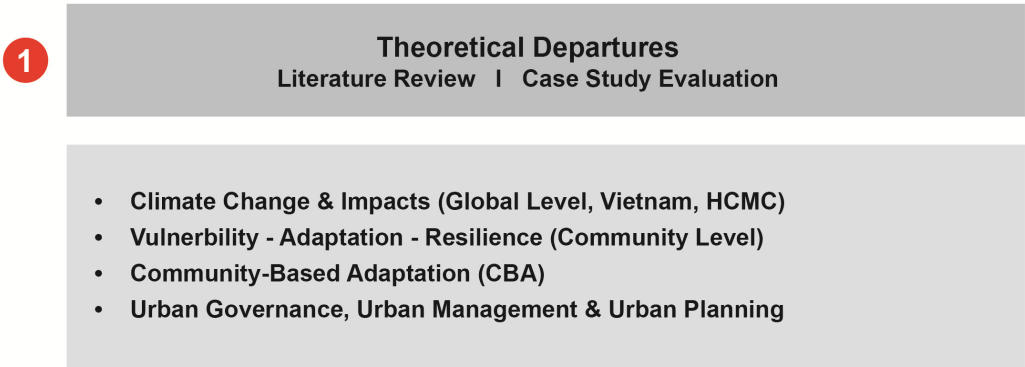 1
Theoretical Departures
Literature Review I Case Study Evaluation
• Climate Change & Impacts (Global Level, Vietnam, HCMC)
• Vulnerbility - Adaptation - Resilience (Community Level)
• Community-Based Adaptation (CBA)
• Urban Governance, Urban Management & Urban Planning